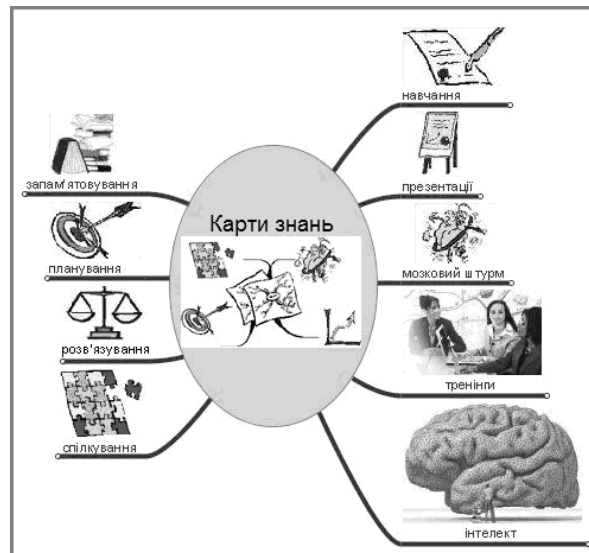 Карти знань
навчання
презентації
мозковий штурм
тренінги
інтелект
запам'ятовування
планування
розв'язування
спілкування